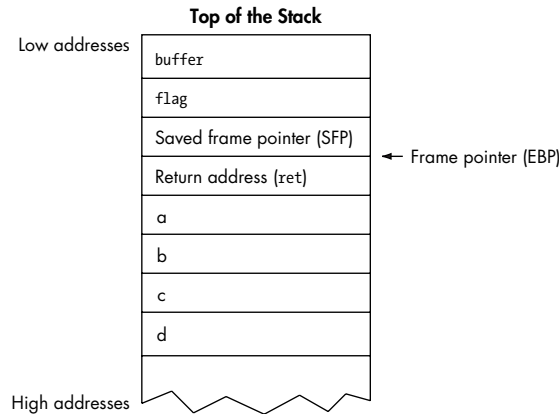 Top of the Stack
Low addresses
buffer
flag
Saved frame pointer (SFP)
Frame pointer (EBP)
Return address (ret)
a
b
c
d
High addresses